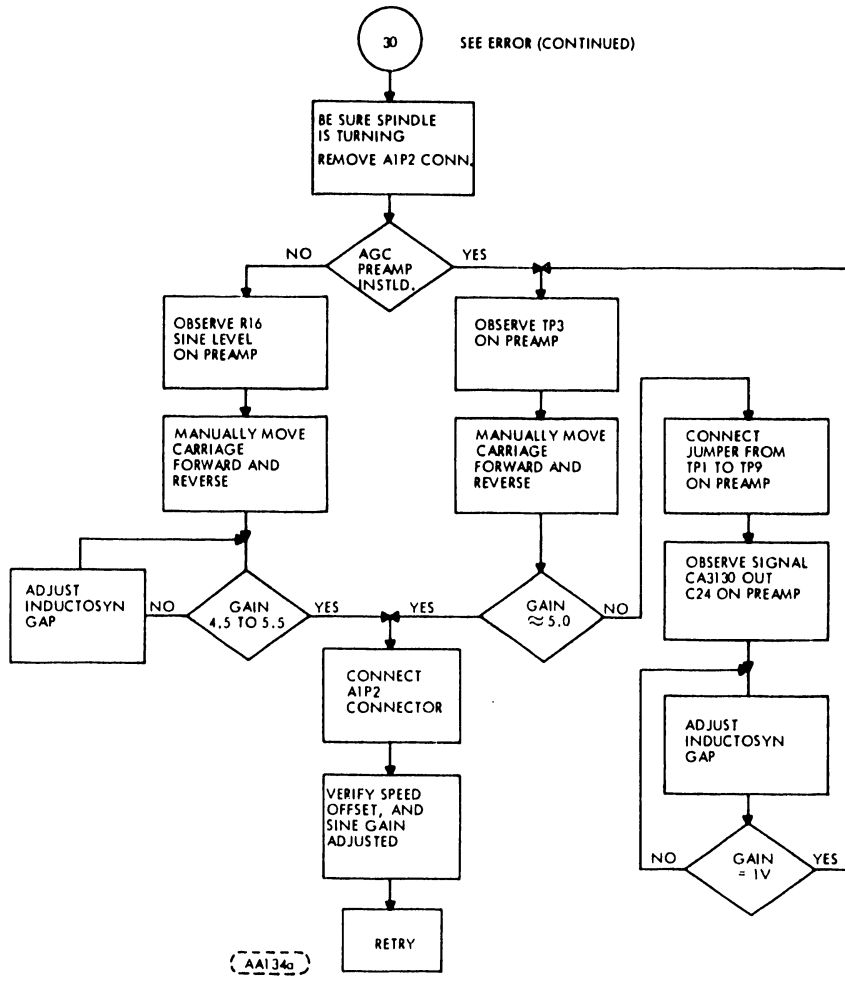 30
SEE ERROR (CONTINUED)
BE SURE SPINDLE
IS TURNING
REMOVE A1P2 CONN.
AGC
PREAMP
INSTLD.
NO
YES
OBSERVE R16
SINE LEVEL
ON PREAMP
MANUALLY MOVE
CARRIAGE
FORWARD AND
REVERSE
GAIN
4.5 TO 5.5
NO
ADJUST
INDUCTOSYN
GAP
YES
OBSERVE TP3
ON PREAMP
MANUALLY MOVE
CARRIAGE
FORWARD AND
REVERSE
GAIN
≈ 5.0
YES
NO
CONNECT
JUMPER FROM
TP1 TO TP9
ON PREAMP
OBSERVE SIGNAL
CA3130 OUT
C24 ON PREAMP
ADJUST
INDUCTOSYN
GAP
GAIN
= 1V
NO
YES
CONNECT
A1P2
CONNECTOR
VERIFY SPEED
OFFSET, AND
SINE GAIN
ADJUSTED
RETRY
AA134a